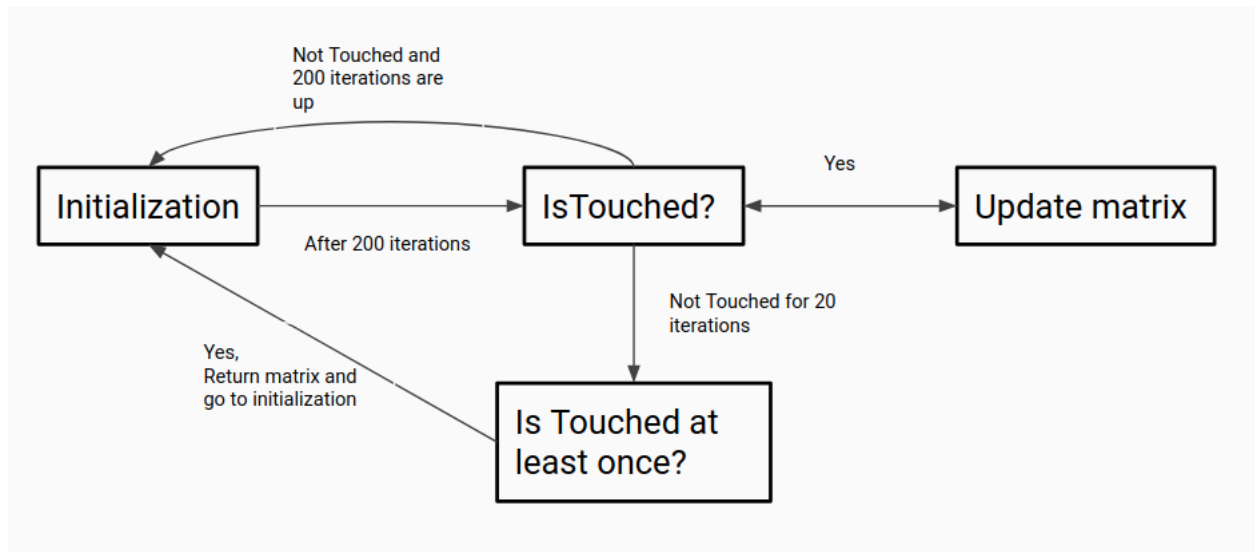 Not Touched and
200 iterations are
up
Yes
Initialization
IsTouched?
Update matrix
After 200 iterations
Not Touched for 20
iterations
Yes,
Return matrix and
go to initialization
Is Touched at
least once?